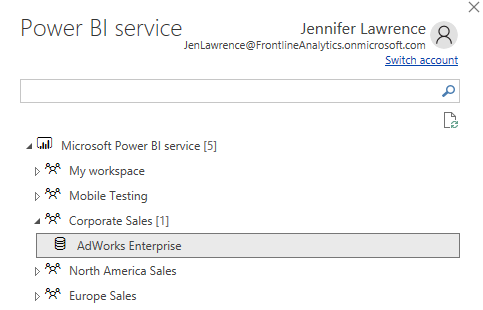 Power BI service
Jennifer Lawrence
JenLawrence@FrontlineAnalytics.onmicrosoft.com
Switch account
Microsoft Power BI service [5]
My workspace
Mobile Testing
Corporate Sales [1]
AdWorks Enterprise
North America Sales
Europe Sales